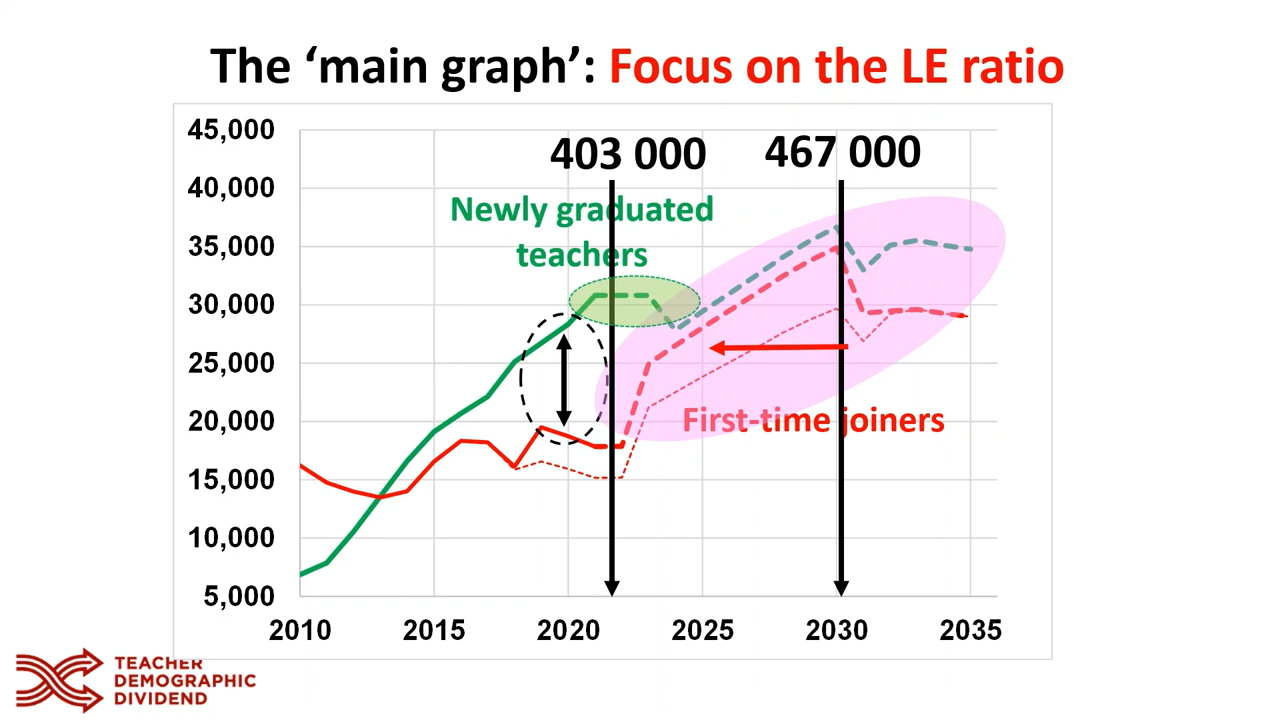 The ‘main graph’: Focus on the LE ratio
45,000
40,000
35,000
30,000
25,000
20,000
15,000
10,000
5,000
403 000
467 000
Newly graduated
teachers
First-time joiners
2010 2015 2020 2025 2030 2035
TEACHER
DEMOGRAPHIC
DIVIDEND